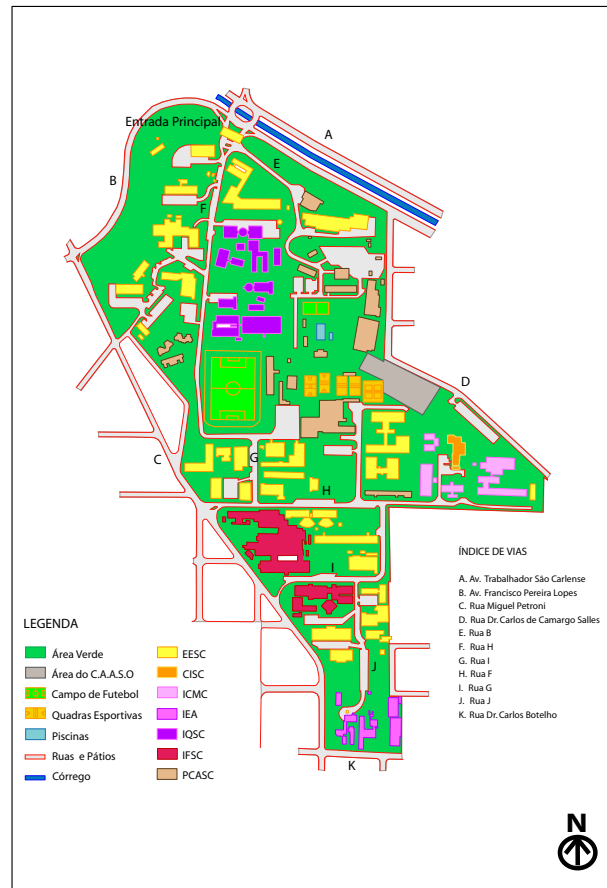 A
Entrada Principal
E
B
F
D
C
G
H
I
J
K
ÍNDICE DE VIAS
A. Av. Trabalhador São Carlense
B. Av. Francisco Pereira Lopes
C. Rua Miguel Petroni
D. Rua Dr. Carlos de Camargo Salles
E. Rua B
F. Rua H
G. Rua I
H. Rua F
I. Rua G
J. Rua J
K. Rua Dr. Carlos Botelho
LEGENDA
Área Verde
Área do C.A.A.S.O
Campo de Futebol
Quadras Esportivas
Piscinas
Ruas e Pátios
Córrego
EESC
CISC
ICMC
IEA
IQSC
IFSC
PCASC
N